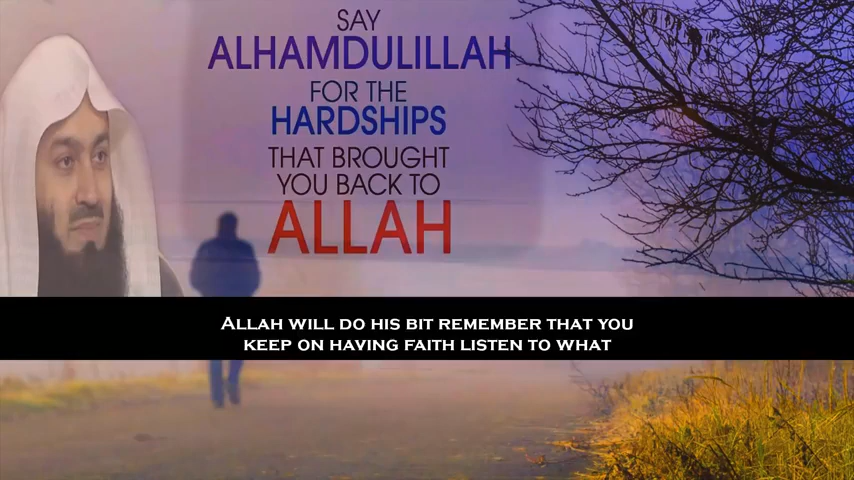 SAY
ALHAMDULILLAH
FOR THE
HARDSHIPS
THAT BROUGHT
YOU BACK TO
ALLAH
ALLAH WILL DO HIS BIT REMEMBER THAT YOU
KEEP ON HAVING FAITH LISTEN TO WHAT